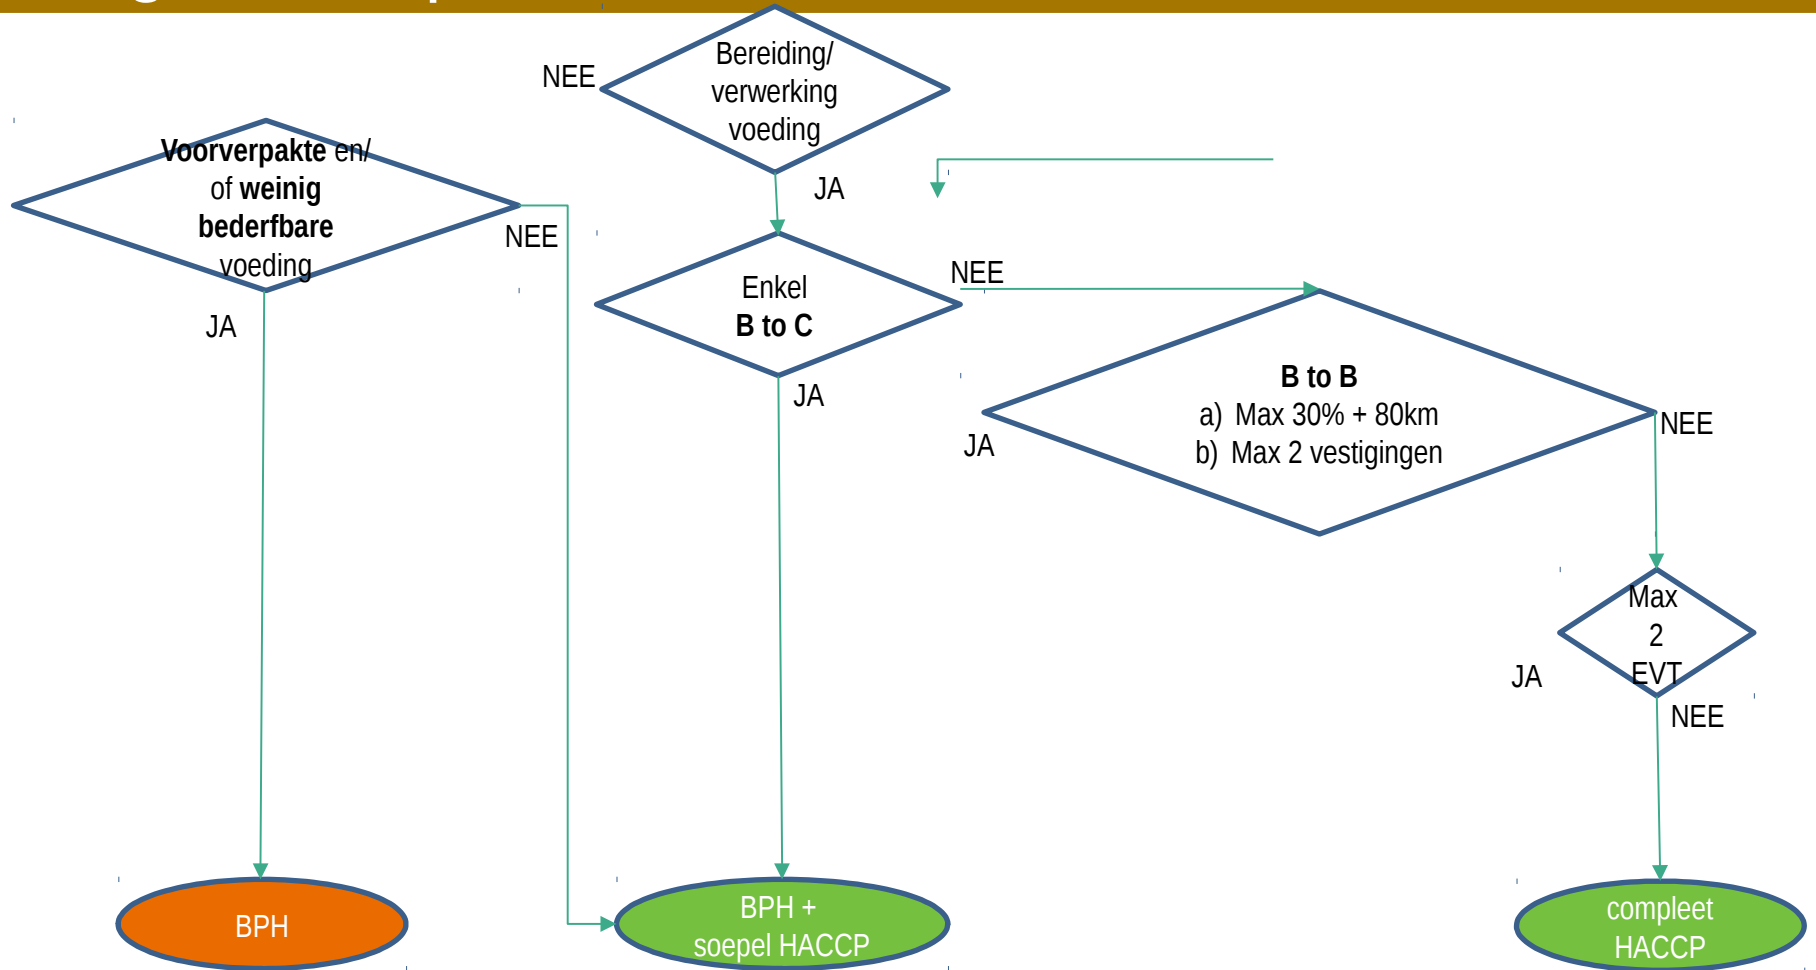 Bereiding/
verwerking
voeding
NEE
JA
Voorverpakte en/
of weinig
bederfbare
voeding
NEE
JA
Enkel
B to C
NEE
JA
B to B
a) Max 30% + 80km
b) Max 2 vestigingen
JA
NEE
Max
2
EVT
JA
NEE
BPH
BPH +
soepel HACCP
compleet
HACCP